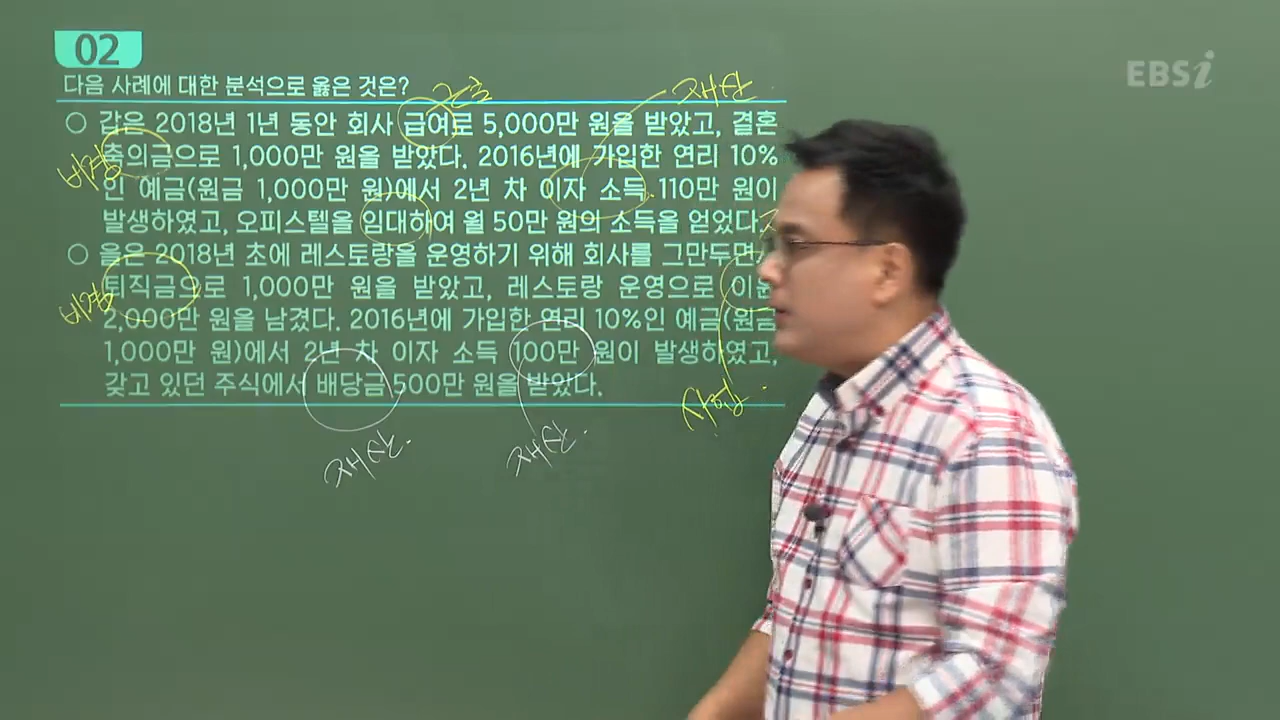 02
EBSi
다음 사례에 대한 분석으로 옳은 것은?
근로
재산
○ 갑은 2018년 1년 동안 회사 급여로 5,000만 원을 받았고, 결혼
축의금으로 1,000만 원을 받았다. 2016년에 가입한 연리 10%
비경
인 예금(원금 1,000만 원)에서 2년 차 이자 소득 110만 원이
발생하였고, 오피스텔을 임대하여 월 50만 원의 소득을 얻었다.
○ 을은 2018년 초에 레스토랑을 운영하기 위해 회사를 그만두면서
퇴직금으로 1,000만 원을 받았고, 레스토랑 운영으로 이윤
비경
2,000만 원을 남겼다. 2016년에 가입한 연리 10%인 예금(원금
1,000만 원)에서 2년 차 이자 소득 100만 원이 발생하였고,
갖고 있던 주식에서 배당금 500만 원을 받았다.
사업
재산.
재산.